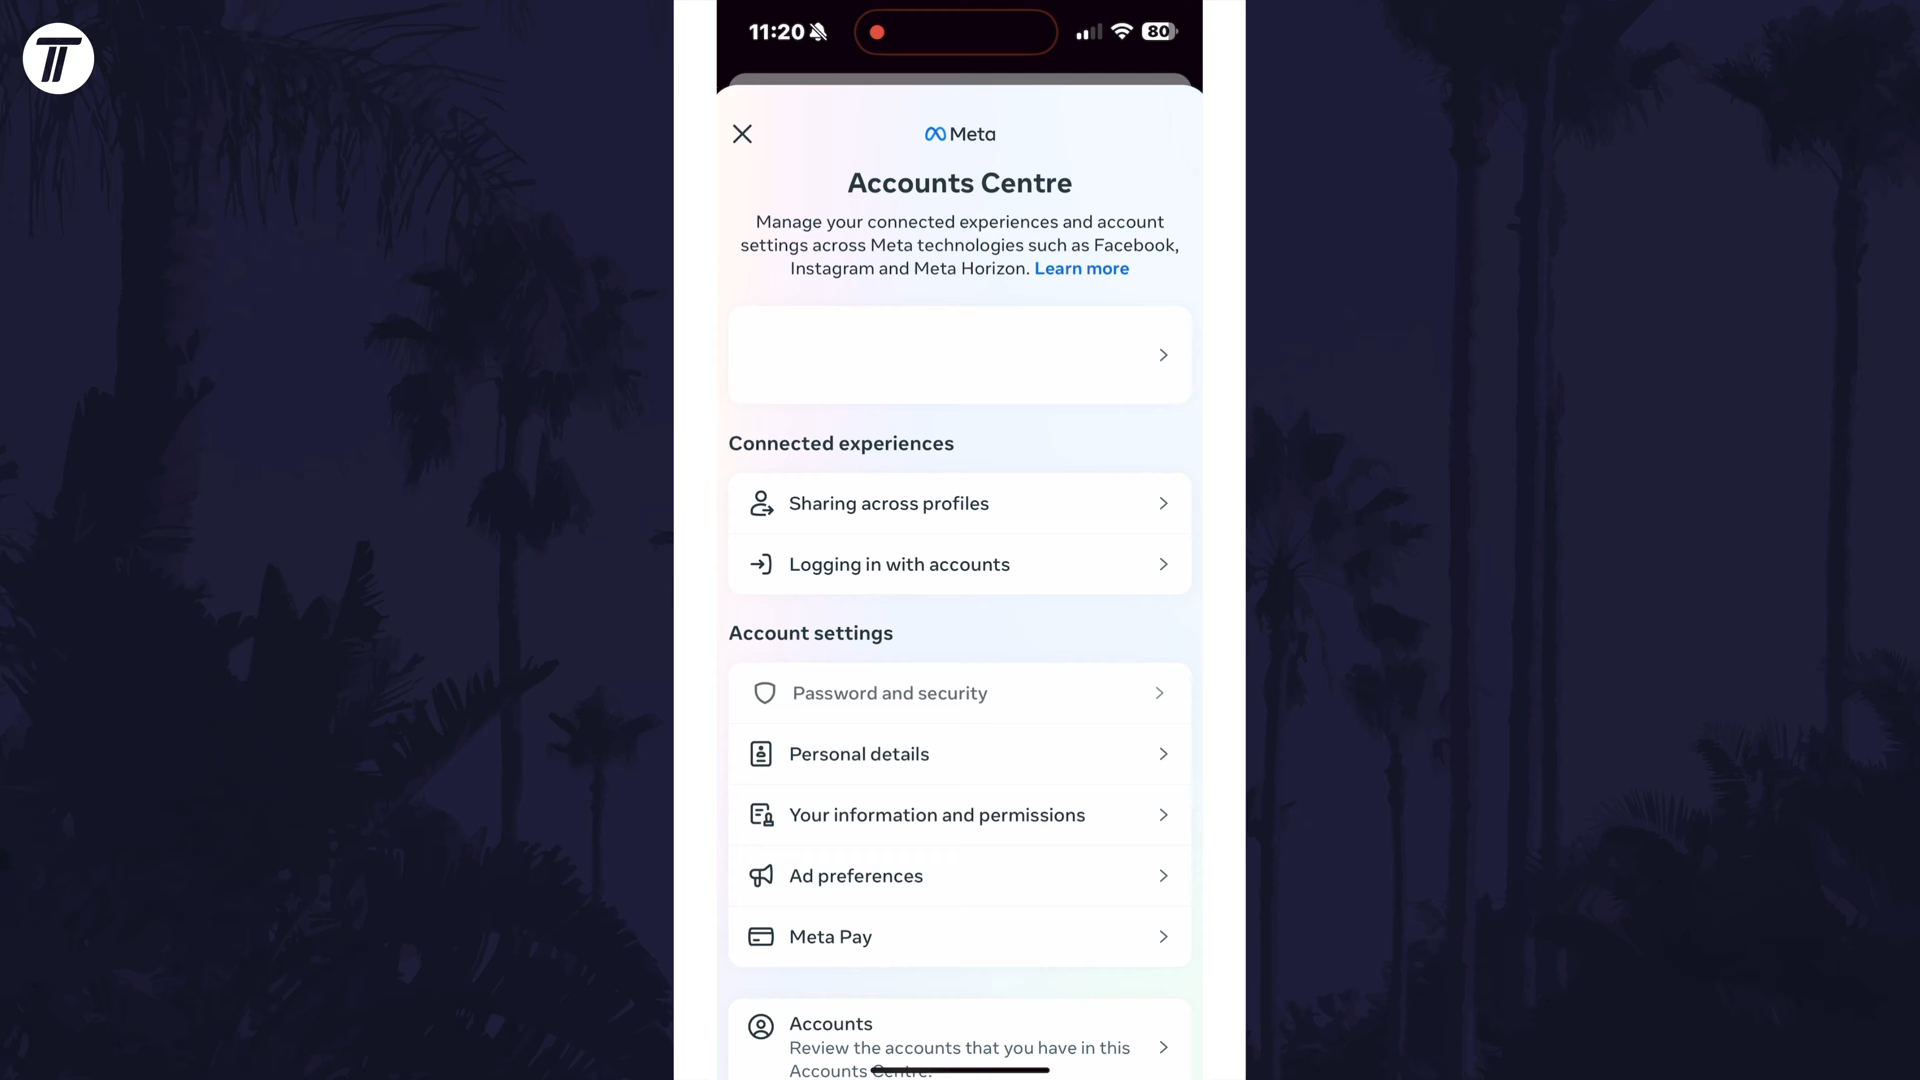 11:20
80
Meta
Accounts Centre
Manage your connected experiences and account
settings across Meta technologies such as Facebook,
Instagram and Meta Horizon. Learn more
Connected experiences
Sharing across profiles
Logging in with accounts
Account settings
Password and security
Personal details
Your information and permissions
Ad preferences
Meta Pay
Accounts
Review the accounts that you have in this
Accounts Centre.